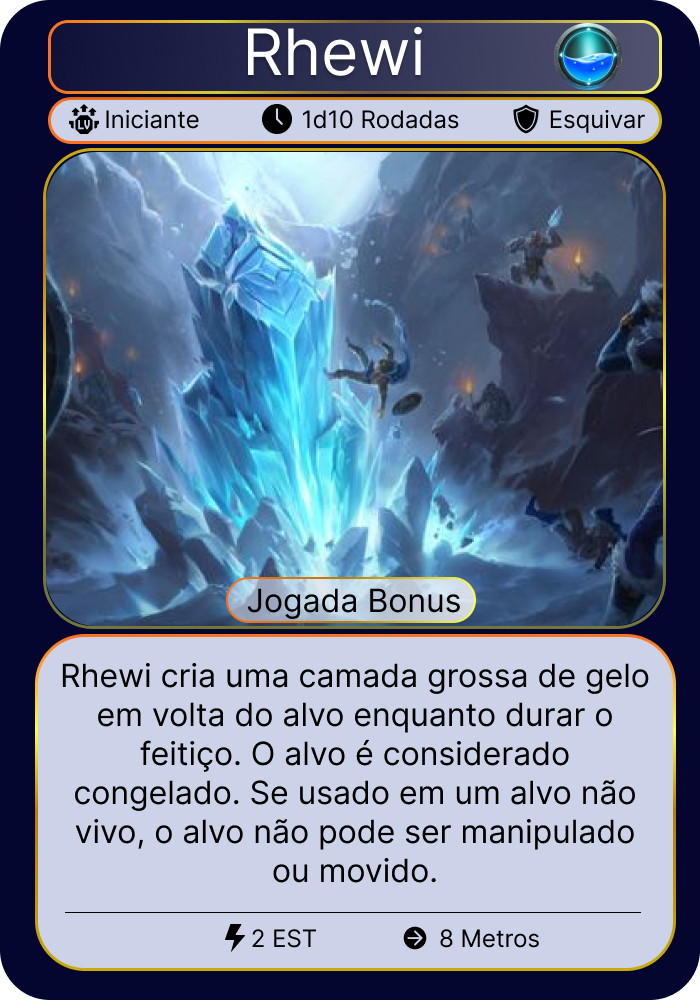 Rhewi
LV Iniciante 1d10 Rodadas Esquivar
Jogada Bonus
Rhewi cria uma camada grossa de gelo
em volta do alvo enquanto durar o
feitiço. O alvo é considerado
congelado. Se usado em um alvo não
vivo, o alvo não pode ser manipulado
ou movido.
2 EST 8 Metros